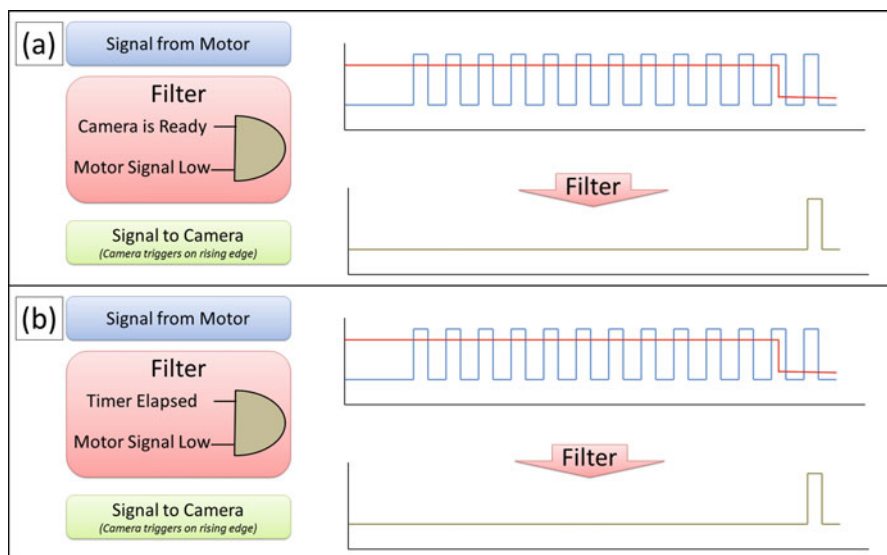 (a)
Signal from Motor
Filter
Camera is Ready
Motor Signal Low
Signal to Camera
(Camera triggers on rising edge)
Filter
(b)
Signal from Motor
Filter
Timer Elapsed
Motor Signal Low
Signal to Camera
(Camera triggers on rising edge)
Filter